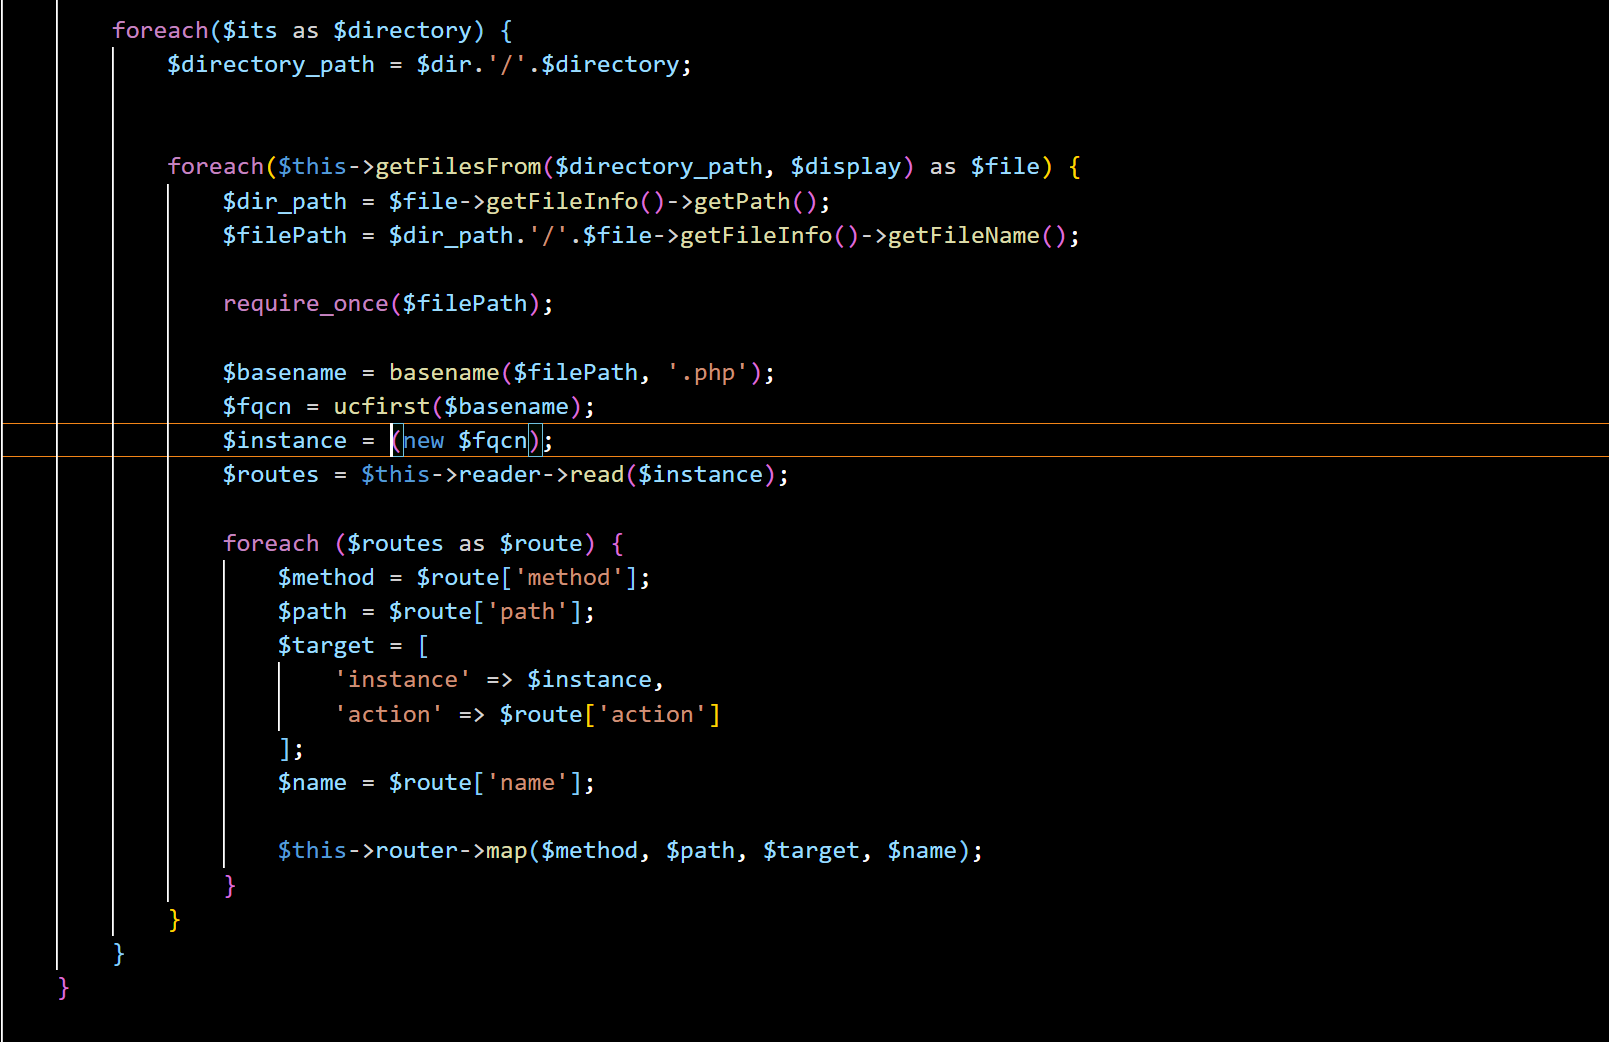 foreach($its as $directory) {
$directory_path = $dir.'/'.$directory;
foreach($this->getFilesFrom($directory_path, $display) as $file) {
$dir_path = $file->getFileInfo()->getPath();
$filePath = $dir_path.'/'.$file->getFileInfo()->getFileName();
require_once($filePath);
$basename = basename($filePath, '.php');
$fqcn = ucfirst($basename);
$instance = (new $fqcn);
$routes = $this->reader->read($instance);
foreach ($routes as $route) {
$method = $route['method'];
$path = $route['path'];
$target = [
'instance' => $instance,
'action' => $route['action']
];
$name = $route['name'];
$this->router->map($method, $path, $target, $name);
}
}
}
}